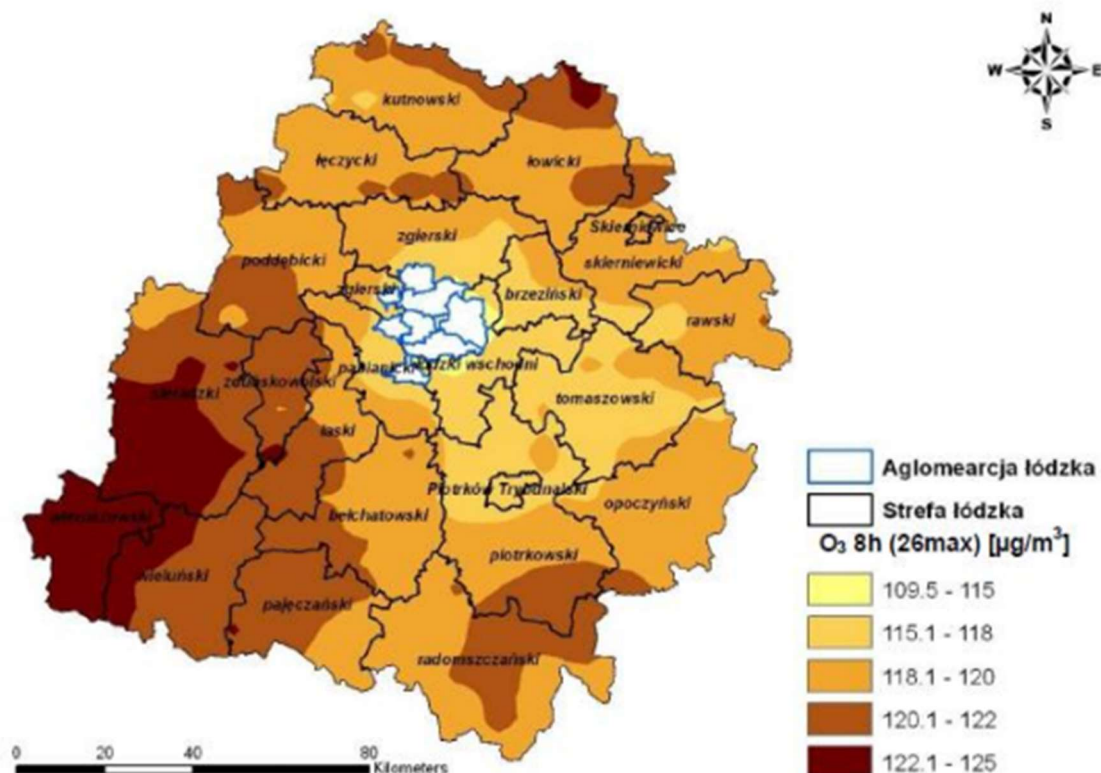 N
W E
S
kutnowski
łęczycki
łowicki
Skierniewice
zgierski
skierniewicki
poddębicki
zgierski
brzeziński
rawski
pabianicki
łódzki wschodni
sieradzki
zduńskowolski
tomaszowski
łaski
Piotrków Trybunalski
opoczyński
wieruszowski
bełchatowski
piotrkowski
wieluński
pajęczański
radomszczański
Aglomearcja łódzka
Strefa łódzka
O₃ 8h (26max) [µg/m³]
109.5 - 115
115.1 - 118
118.1 - 120
120.1 - 122
122.1 - 125
0 20 40 80
Kilometers